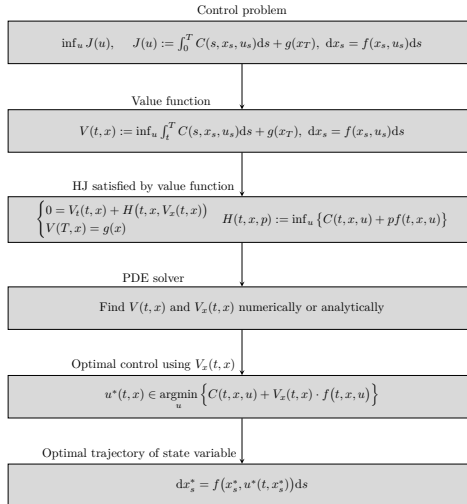 Control problem
inf_u J(u),   J(u) := ∫_0^T C(s, x_s, u_s)ds + g(x_T), dx_s = f(x_s, u_s)ds
Value function
V(t, x) := inf_u ∫_t^T C(s, x_s, u_s)ds + g(x_T), dx_s = f(x_s, u_s)ds
HJ satisfied by value function
{0 = V_t(t, x) + H(t, x, V_x(t, x))
V(T, x) = g(x)   H(t, x, p) := inf_u {C(t, x, u) + pf(t, x, u)}
PDE solver
Find V(t, x) and V_x(t, x) numerically or analytically
Optimal control using V_x(t, x)
u*(t, x) ∈ argmin_u {C(t, x, u) + V_x(t, x) · f(t, x, u)}
Optimal trajectory of state variable
dx*_s = f(x*_s, u*(t, x*_s))ds